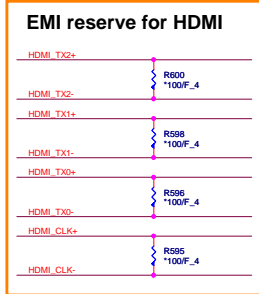 EMI reserve for HDMI
HDMI_TX2+
R600
*100/F_4
HDMI_TX2-
HDMI_TX1+
R598
*100/F_4
HDMI_TX1-
HDMI_TX0+
R596
*100/F_4
HDMI_TX0-
HDMI_CLK+
R595
*100/F_4
HDMI_CLK-